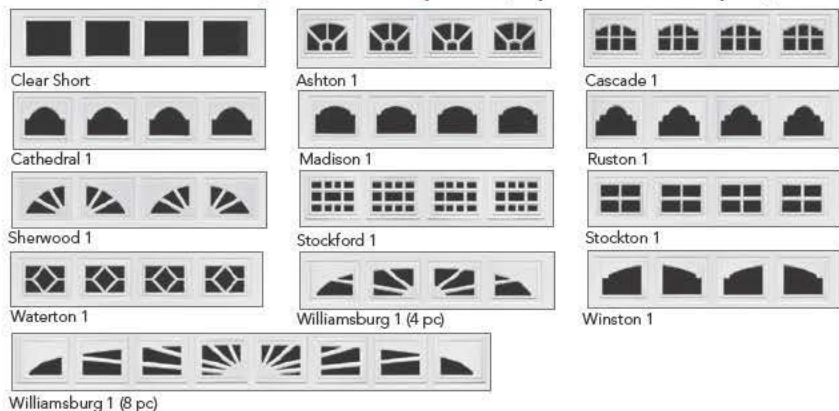 Clear Short
Ashton 1
Cascade 1
Cathedral 1
Madison 1
Ruston 1
Sherwood 1
Stockford 1
Stockton 1
Waterton 1
Williamsburg 1 (4 pc)
Winston 1
Williamsburg 1 (8 pc)